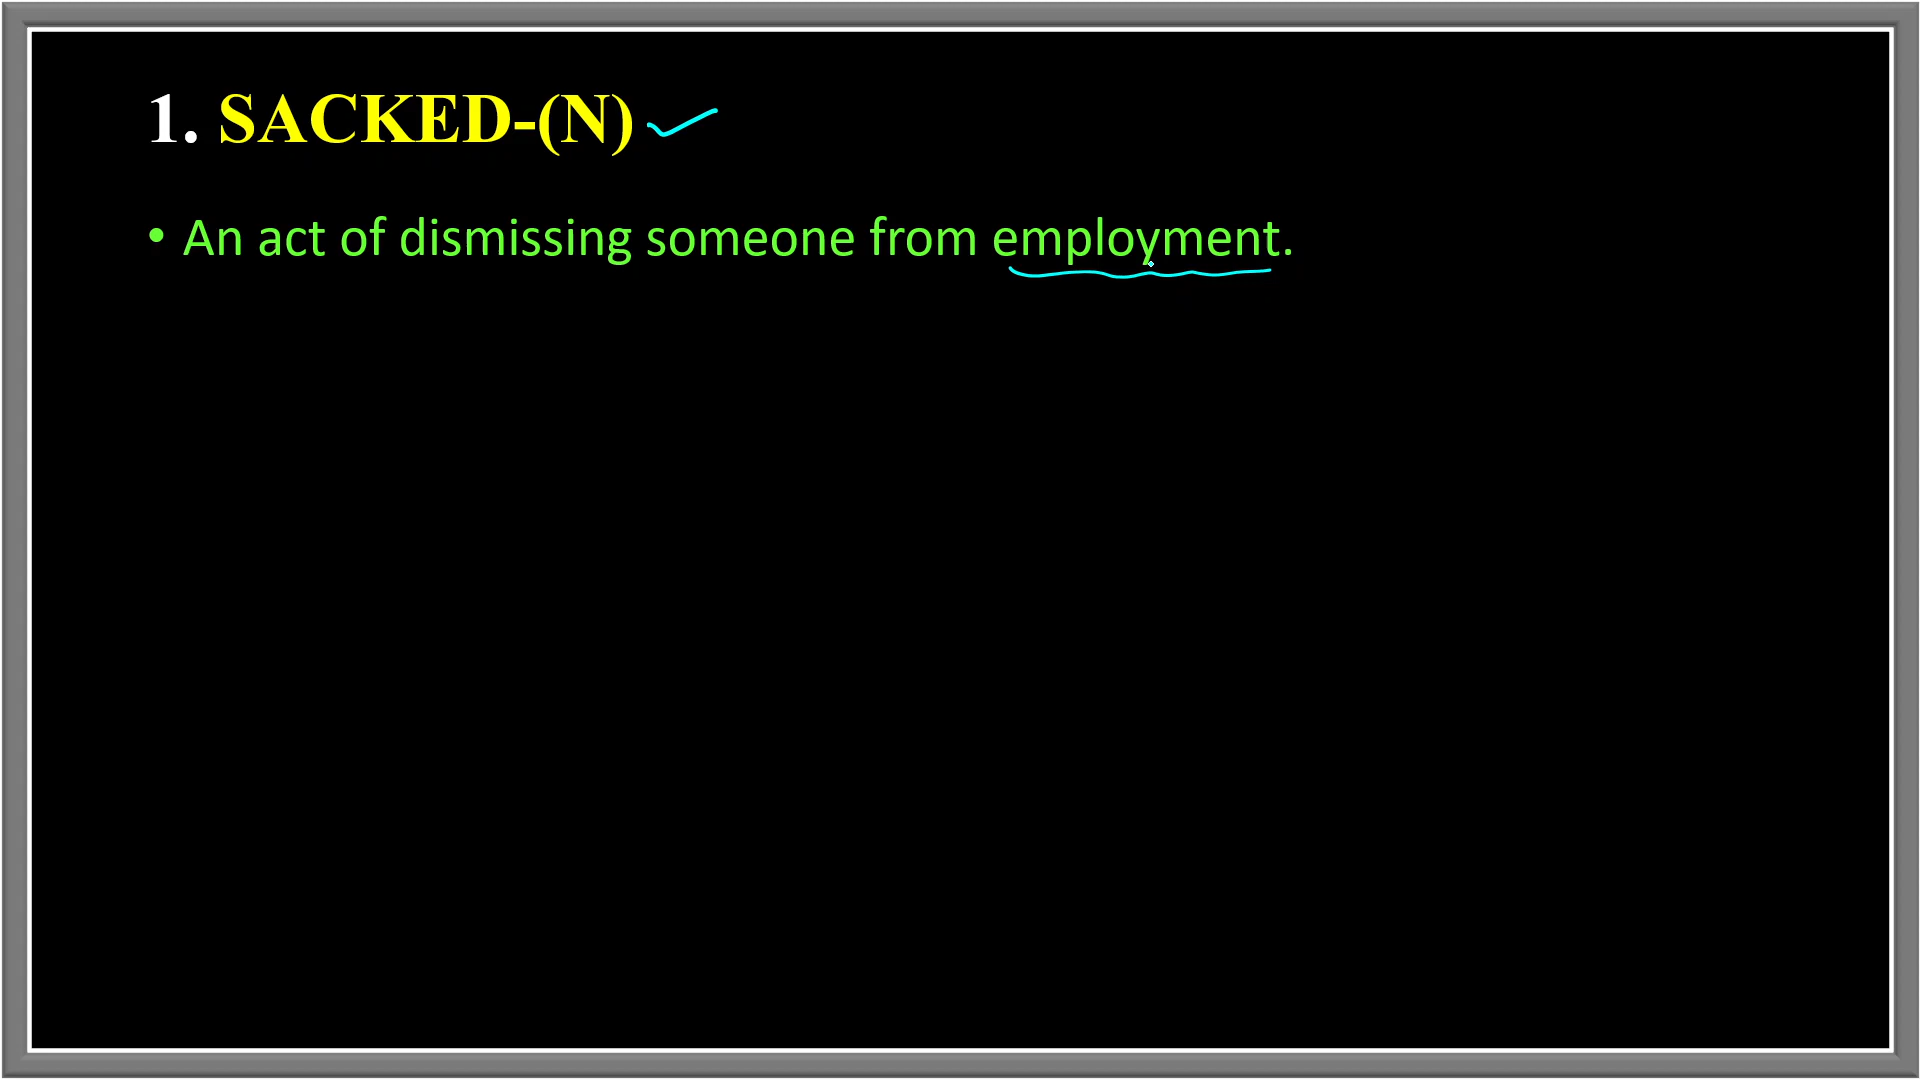 1. SACKED-(N)
• An act of dismissing someone from employment.